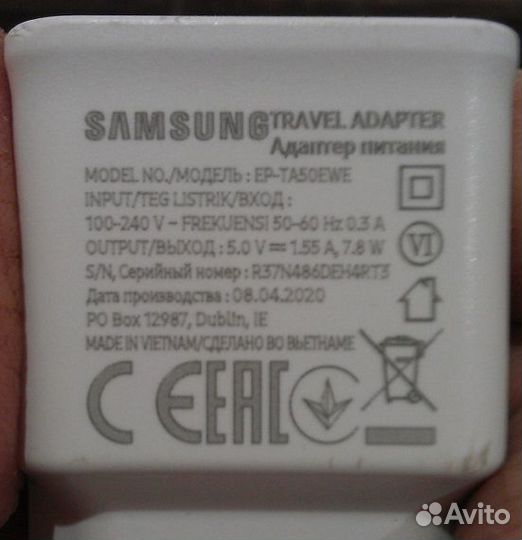 SAMSUNG TRAVEL ADAPTER
Адаптер питания
MODEL NO./МОДЕЛЬ : EP-TA50EWE
INPUT/TEG LISTRIK/ВХОД :
100-240 V ~ FREKUENSI 50-60 Hz 0.3 A
OUTPUT/ВЫХОД : 5.0 V ⎓ 1.55 A, 7.8 W
S/N, Серийный номер : R37N486DEH4RT3
Дата производства : 08.04.2020
PO Box 12987, Dublin, IE
MADE IN VIETNAM/СДЕЛАНО ВО ВЬЕТНАМЕ
VI
CE EAC
Avito